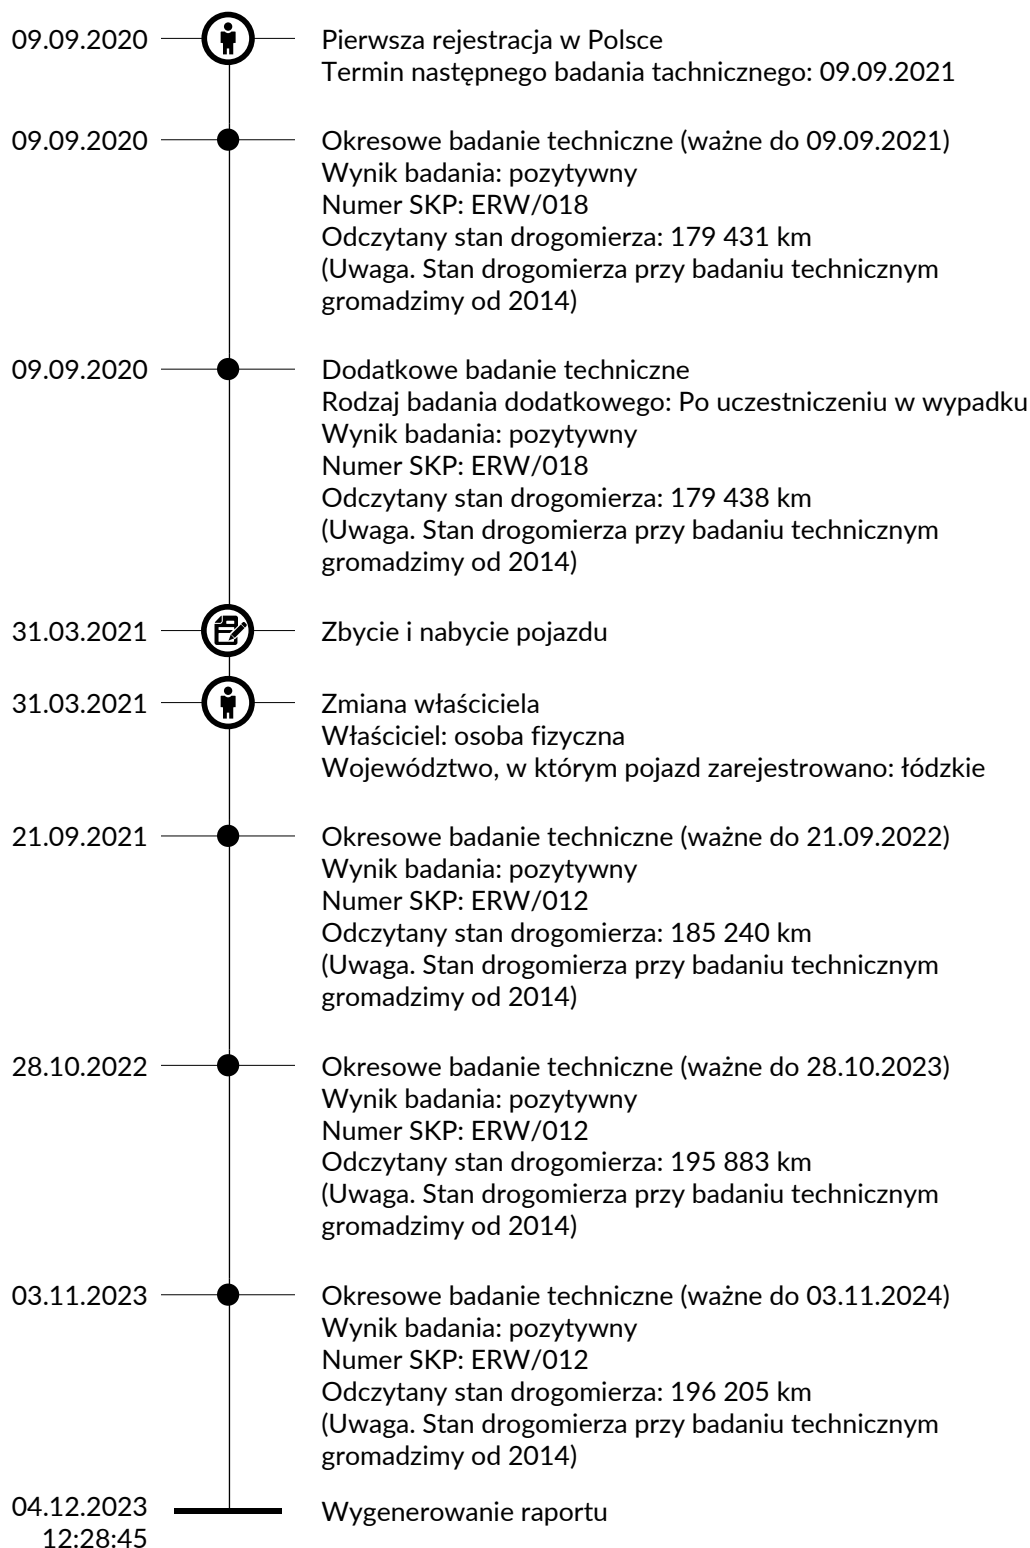 09.09.2020
Pierwsza rejestracja w Polsce
Termin następnego badania tachnicznego: 09.09.2021
09.09.2020
Okresowe badanie techniczne (ważne do 09.09.2021)
Wynik badania: pozytywny
Numer SKP: ERW/018
Odczytany stan drogomierza: 179 431 km
(Uwaga. Stan drogomierza przy badaniu technicznym
gromadzimy od 2014)
09.09.2020
Dodatkowe badanie techniczne
Rodzaj badania dodatkowego: Po uczestniczeniu w wypadku
Wynik badania: pozytywny
Numer SKP: ERW/018
Odczytany stan drogomierza: 179 438 km
(Uwaga. Stan drogomierza przy badaniu technicznym
gromadzimy od 2014)
31.03.2021
Zbycie i nabycie pojazdu
31.03.2021
Zmiana właściciela
Właściciel: osoba fizyczna
Województwo, w którym pojazd zarejestrowano: łódzkie
21.09.2021
Okresowe badanie techniczne (ważne do 21.09.2022)
Wynik badania: pozytywny
Numer SKP: ERW/012
Odczytany stan drogomierza: 185 240 km
(Uwaga. Stan drogomierza przy badaniu technicznym
gromadzimy od 2014)
28.10.2022
Okresowe badanie techniczne (ważne do 28.10.2023)
Wynik badania: pozytywny
Numer SKP: ERW/012
Odczytany stan drogomierza: 195 883 km
(Uwaga. Stan drogomierza przy badaniu technicznym
gromadzimy od 2014)
03.11.2023
Okresowe badanie techniczne (ważne do 03.11.2024)
Wynik badania: pozytywny
Numer SKP: ERW/012
Odczytany stan drogomierza: 196 205 km
(Uwaga. Stan drogomierza przy badaniu technicznym
gromadzimy od 2014)
04.12.2023
12:28:45
Wygenerowanie raportu